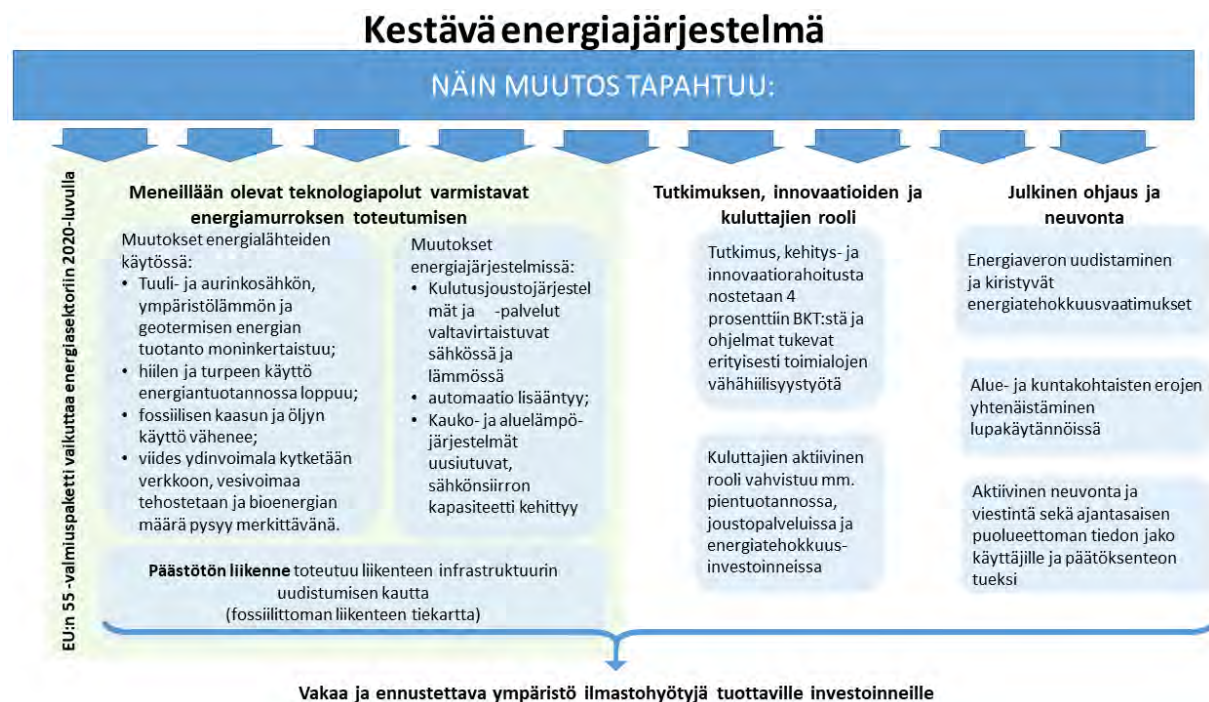 Kestävä energiajärjestelmä
NÄIN MUUTOS TAPAHTUU:
EU:n 55 -valmiuspaketti vaikuttaa energiasektoriin 2020-luvulla
Meneillään olevat teknologiapolut varmistavat
energiamurroksen toteutumisen
Muutokset energialähteiden
käytössä:
• Tuuli- ja aurinkosähkön,
ympäristölämmön ja
geotermisen energian
tuotanto moninkertaistuu;
• hiilen ja turpeen käyttö
energiantuotannossa loppuu;
• fossiilisen kaasun ja öljyn
käyttö vähenee;
• viides ydinvoimala kytketään
verkkoon, vesivoimaa
tehostetaan ja bioenergian
määrä pysyy merkittävänä.
Muutokset
energiajärjestelmissä:
• Kulutusjoustojärjestel
mät ja -palvelut
valtavirtaistuvat
sähkössä ja
lämmössä
• automaatio lisääntyy;
• Kauko- ja aluelämpö-
järjestelmät
uusiutuvat,
sähkönsiirron
kapasiteetti kehittyy
Päästötön liikenne toteutuu liikenteen infrastruktuurin
uudistumisen kautta
(fossiilittoman liikenteen tiekartta)
Tutkimuksen, innovaatioiden ja
kuluttajien rooli
Tutkimus, kehitys- ja
innovaatiorahoitusta
nostetaan 4
prosenttiin BKT:stä ja
ohjelmat tukevat
erityisesti toimialojen
vähähiilisyystyötä
Kuluttajien aktiivinen
rooli vahvistuu mm.
pientuotannossa,
joustopalveluissa ja
energiatehokkuus-
investoinneissa
Julkinen ohjaus ja
neuvonta
Energiaveron uudistaminen
ja kiristyvät
energiatehokkuusvaatimukset
Alue- ja kuntakohtaisten erojen
yhtenäistäminen
lupakäytännöissä
Aktiivinen neuvonta ja
viestintä sekä ajantasaisen
puolueettoman tiedon jako
käyttäjille ja päätöksenteon
tueksi
Vakaa ja ennustettava ympäristö ilmastohyötyjä tuottaville investoinneille